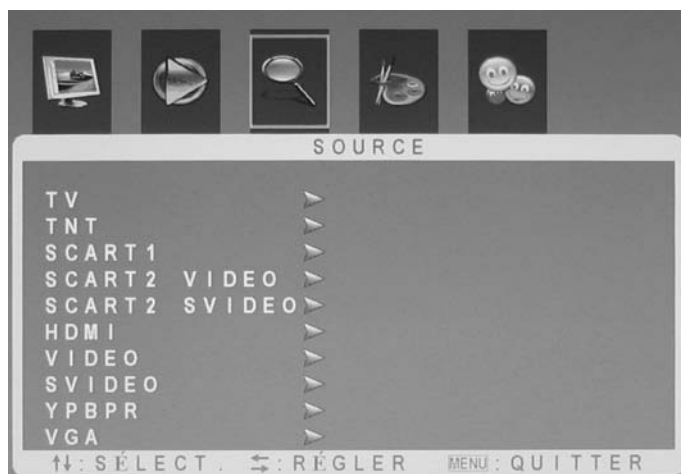 SOURCE
TV
TNT
SCART1
SCART2 VIDEO
SCART2 SVIDEO
HDMI
VIDEO
SVIDEO
YPBPR
VGA
↑↓: SÉLECT. ⇆: RÉGLER MENU: QUITTER